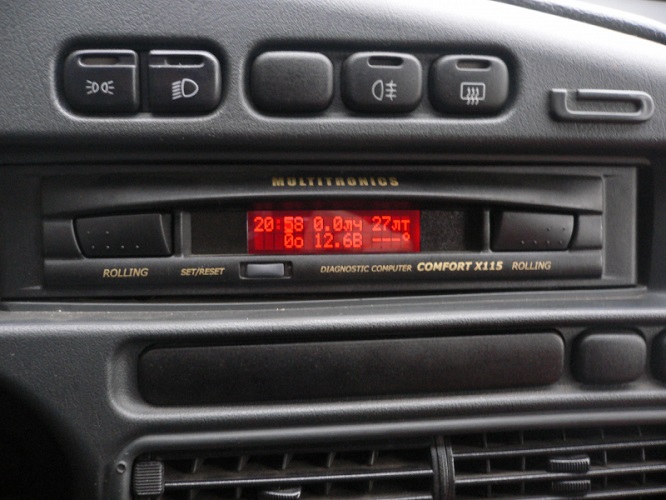 MULTITRONICS
20:58 0.0лч 27лт
0о 12.6В ---°
ROLLING SET/RESET DIAGNOSTIC COMPUTER COMFORT X115 ROLLING